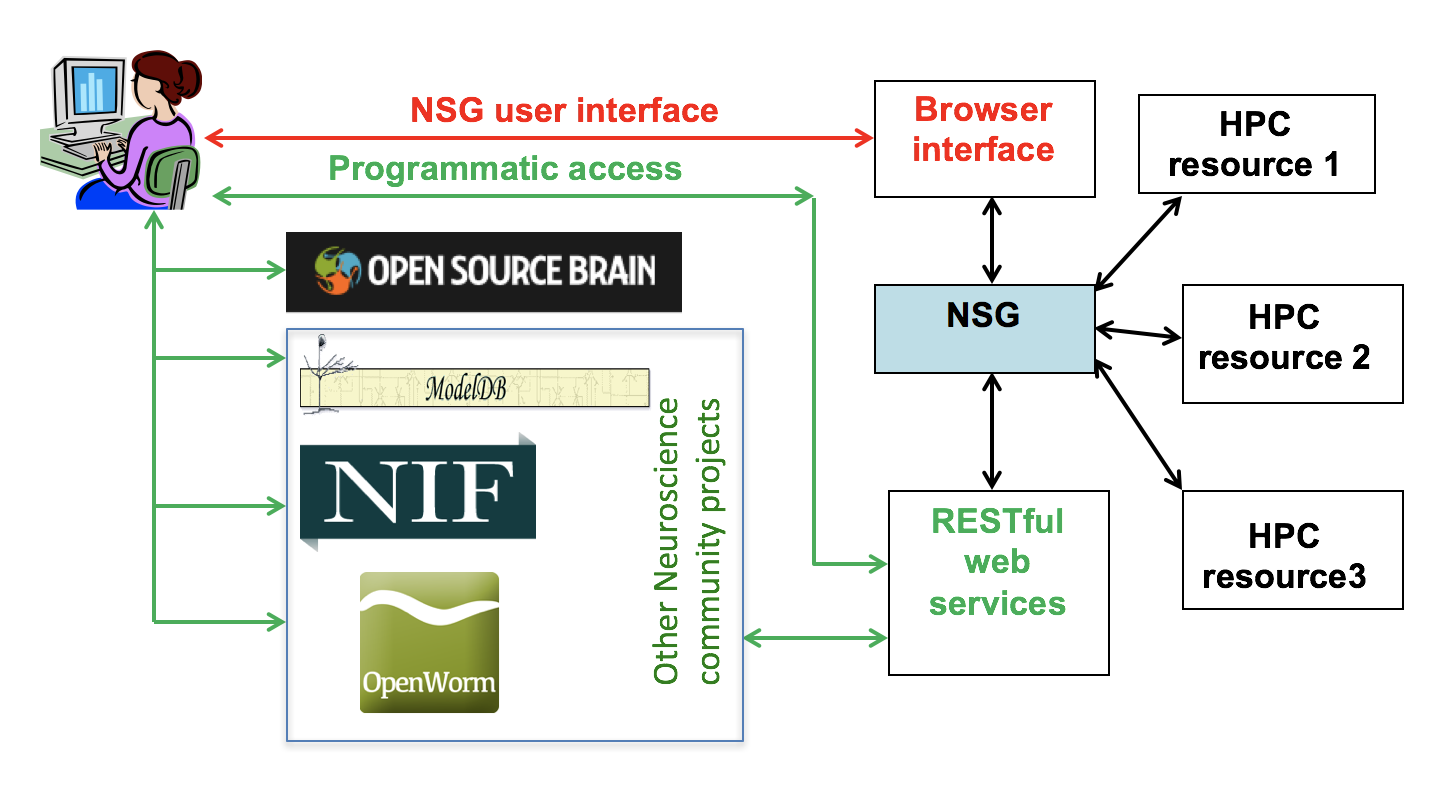 NSG user interface
Programmatic access
Browser
interface
HPC
resource 1
OPEN SOURCE BRAIN
NSG
HPC
resource 2
ModelDB
NIF
OpenWorm
Other Neuroscience
community projects
RESTful
web
services
HPC
resource3